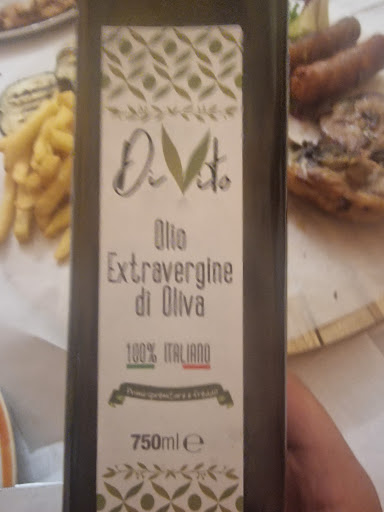 Di Vito
Olio
Extravergine
di Oliva
100% ITALIANO
750ml e